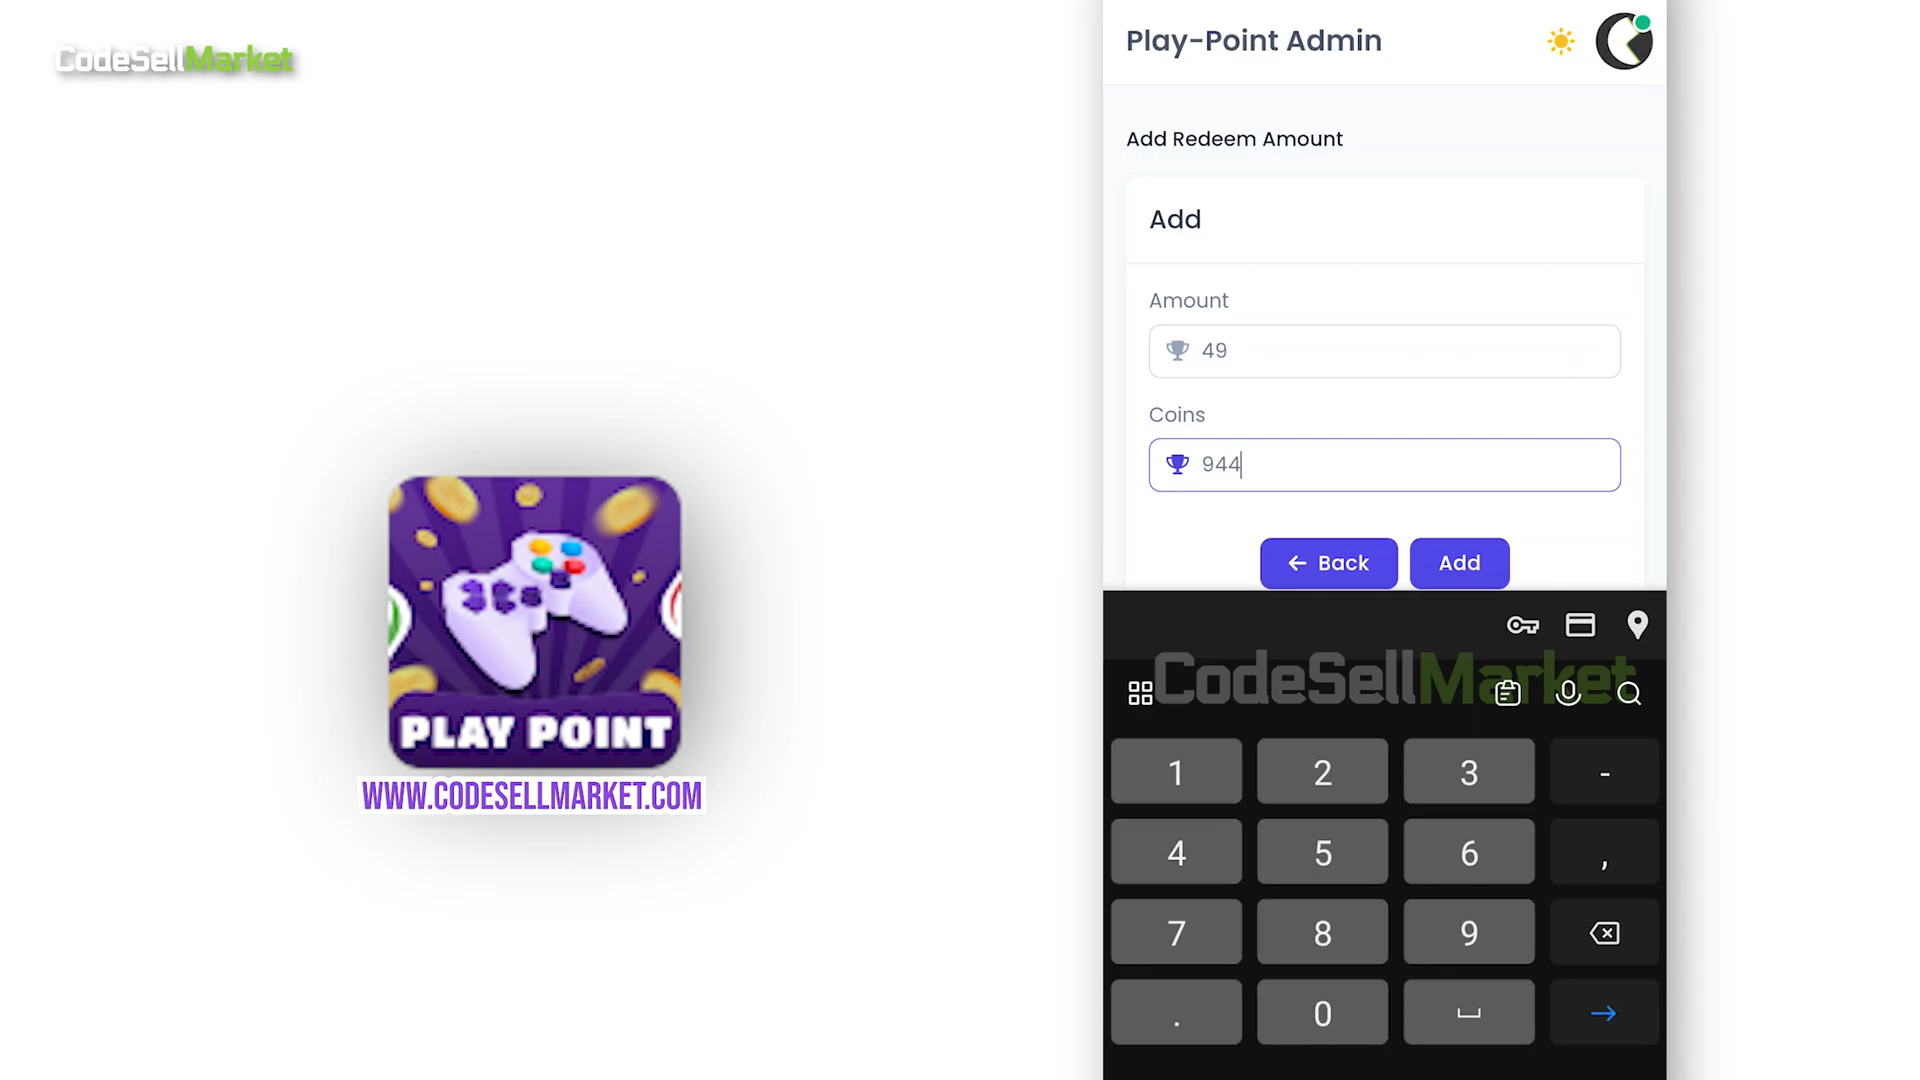 CodeSellMarket
Play-Point Admin
Add Redeem Amount
Add
Amount
49
Coins
944
← Back
Add
CodeSellMarket
1 2 3 -
4 5 6 ,
7 8 9
. 0
PLAY POINT
WWW.CODESELLMARKET.COM